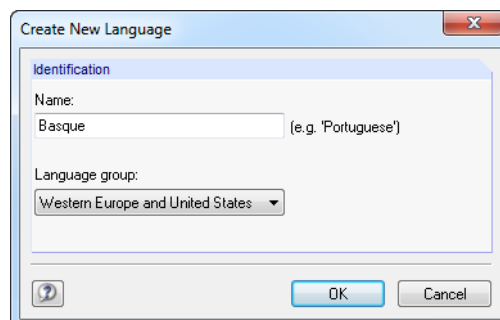 Create New Language
Identification
Name:
Basque (e.g. 'Portuguese')
Language group:
Western Europe and United States
OK Cancel